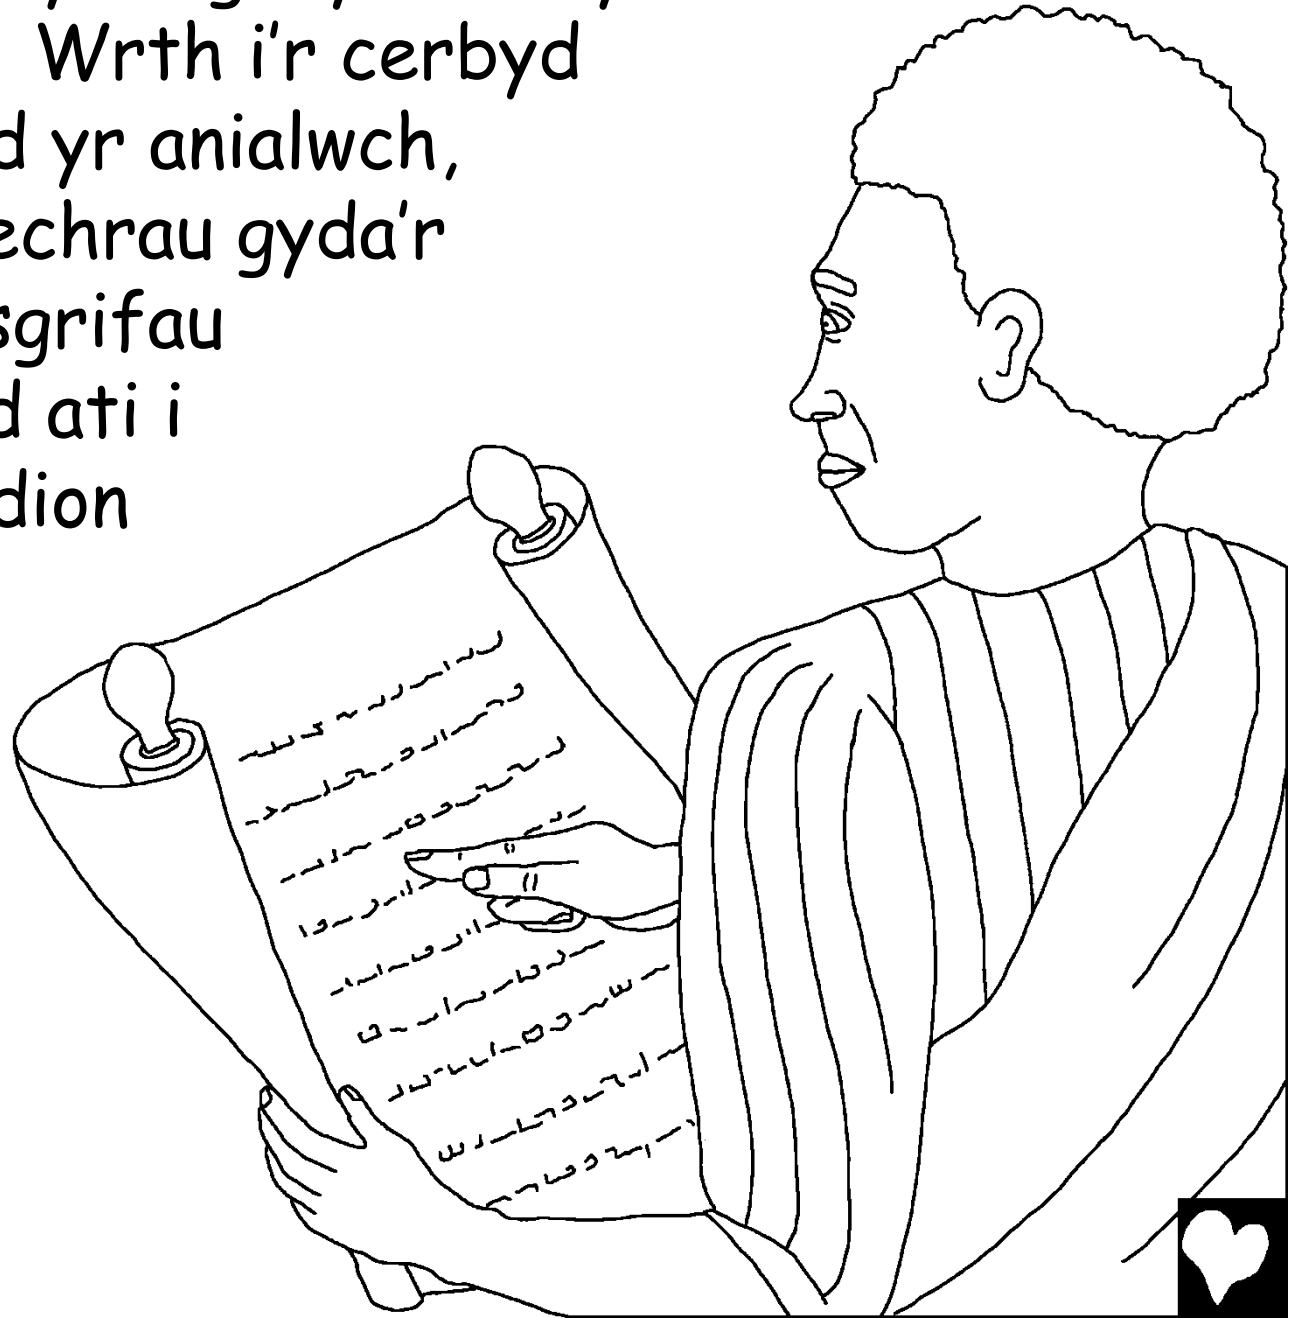 Wrth i'r cerbyd
d yr anialwch,
echrau gyda'r
sgrifau
d ati i
dion